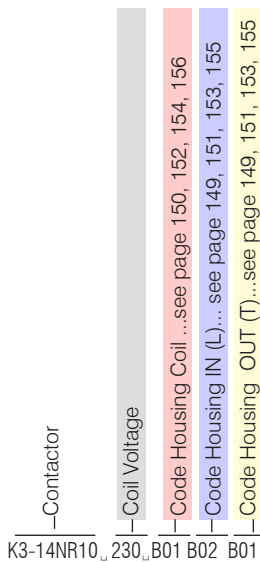 Contactor
Coil Voltage
Code Housing Coil ...see page 150, 152, 154, 156
Code Housing IN (L)... see page 149, 151, 153, 155
Code Housing OUT (T)...see page 149, 151, 153, 155
K3-14NR10␣230␣B01 B02 B01